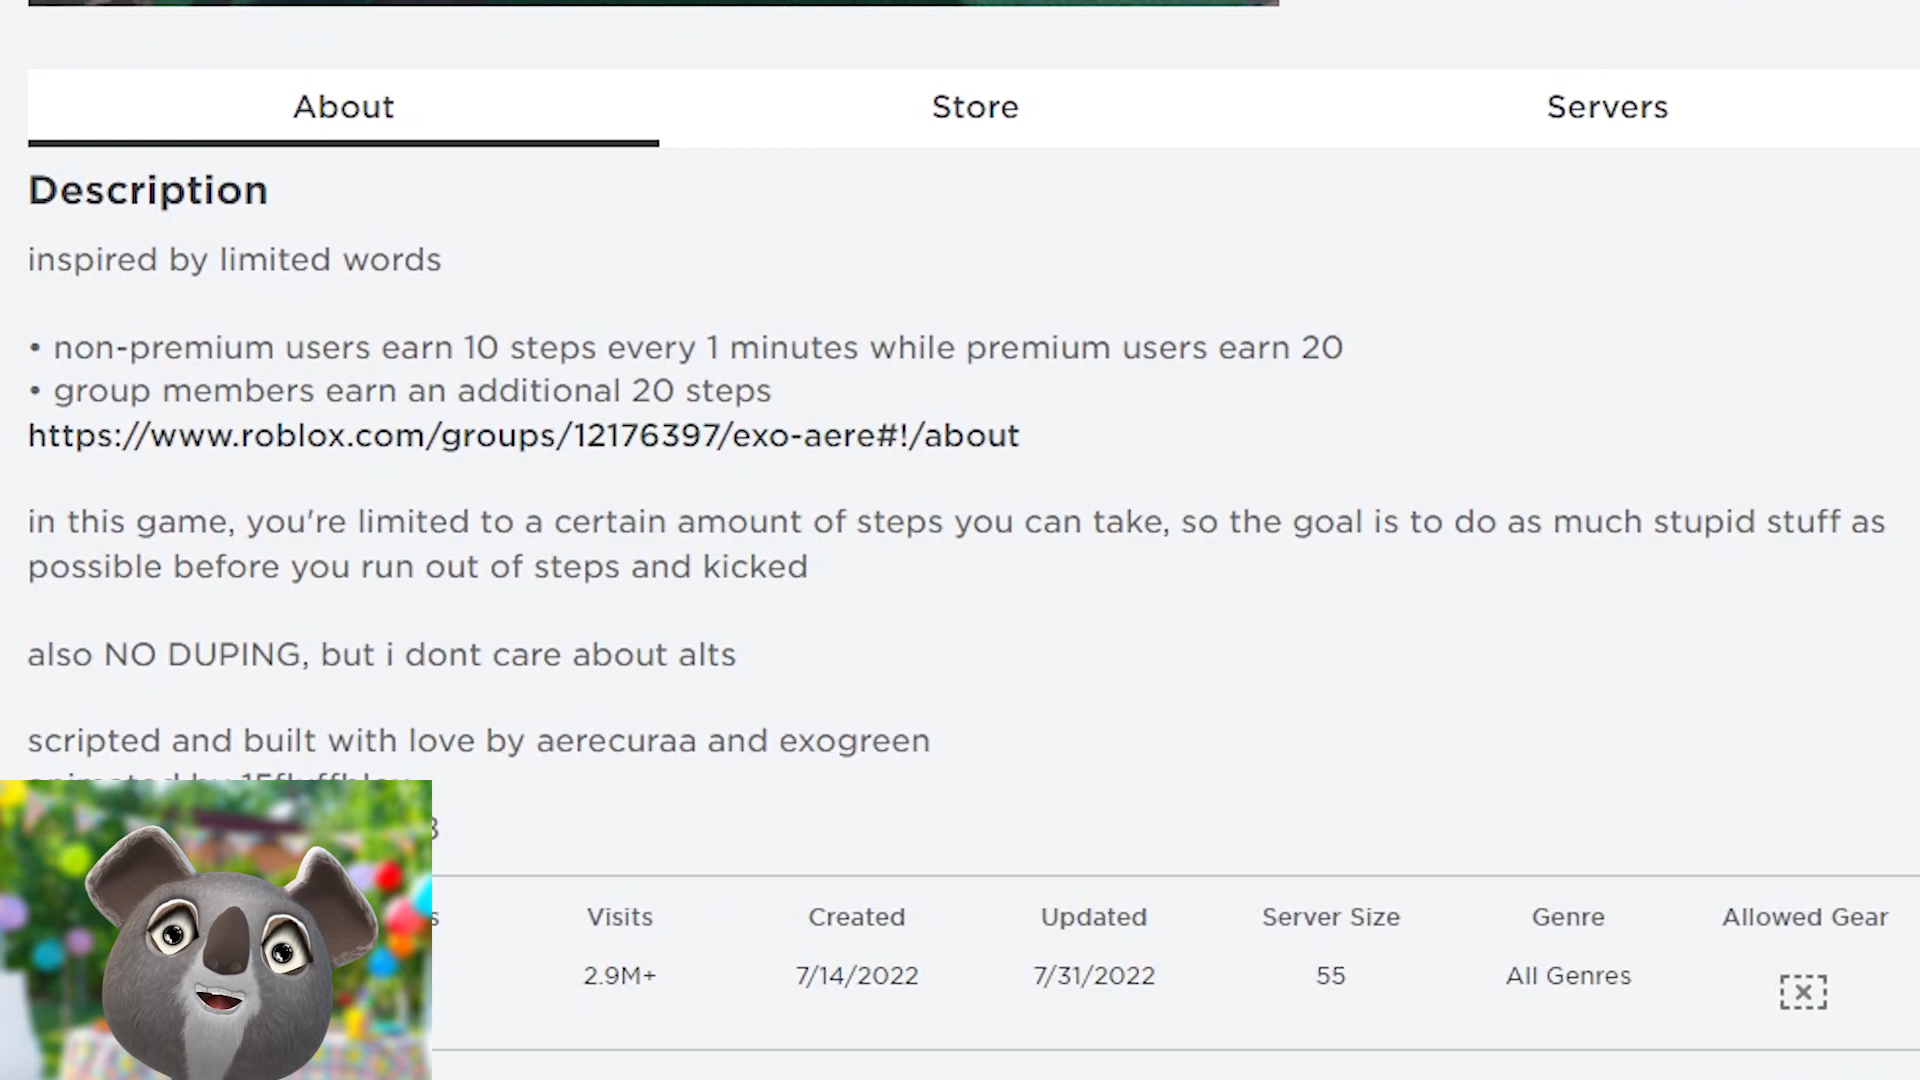 About
Store
Servers
Description
inspired by limited words
• non-premium users earn 10 steps every 1 minutes while premium users earn 20
• group members earn an additional 20 steps
https://www.roblox.com/groups/12176397/exo-aere#!/about
in this game, you're limited to a certain amount of steps you can take, so the goal is to do as much stupid stuff as
possible before you run out of steps and kicked
also NO DUPING, but i dont care about alts
scripted and built with love by aerecuraa and exogreen
Visits
Created
Updated
Server Size
Genre
Allowed Gear
2.9M+
7/14/2022
7/31/2022
55
All Genres